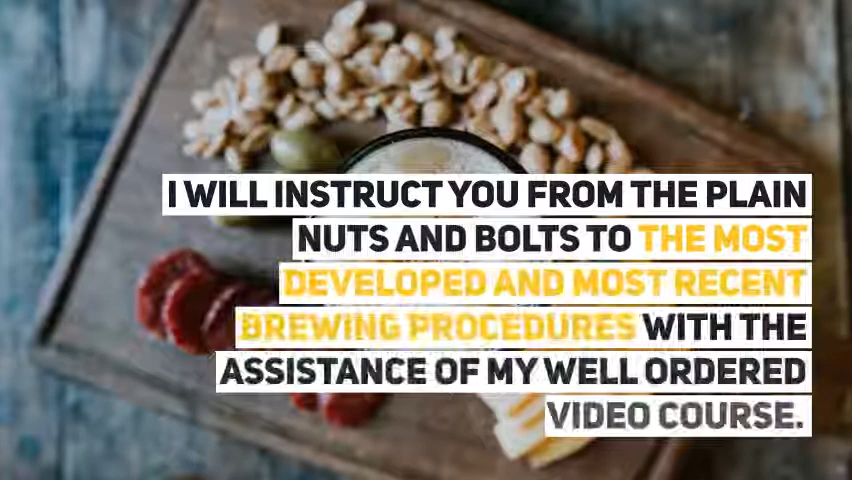 I WILL INSTRUCT YOU FROM THE PLAIN
NUTS AND BOLTS TO THE MOST
DEVELOPED AND MOST RECENT
BREWING PROCEDURES WITH THE
ASSISTANCE OF MY WELL ORDERED
VIDEO COURSE.